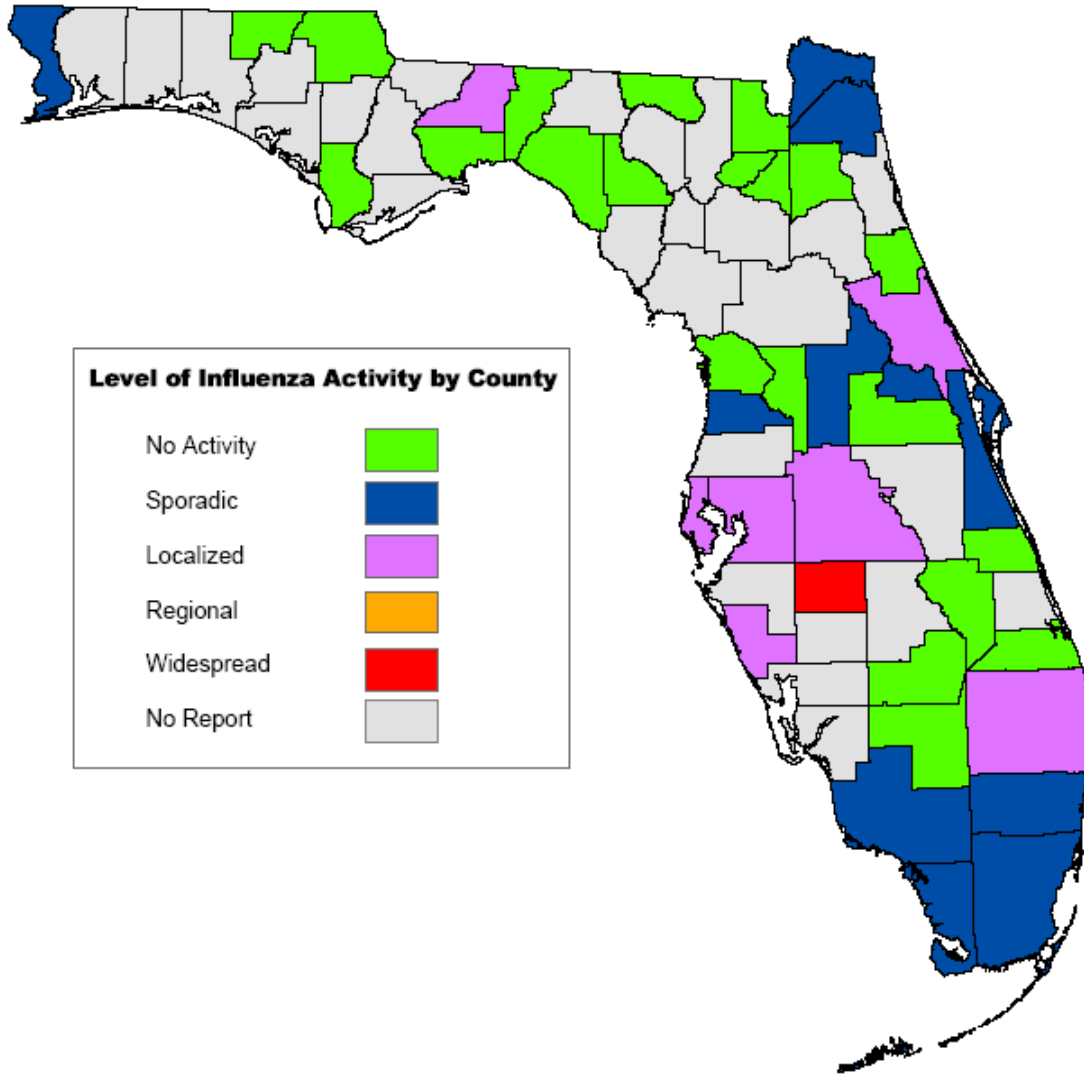 Level of Influenza Activity by County
No Activity
Sporadic
Localized
Regional
Widespread
No Report